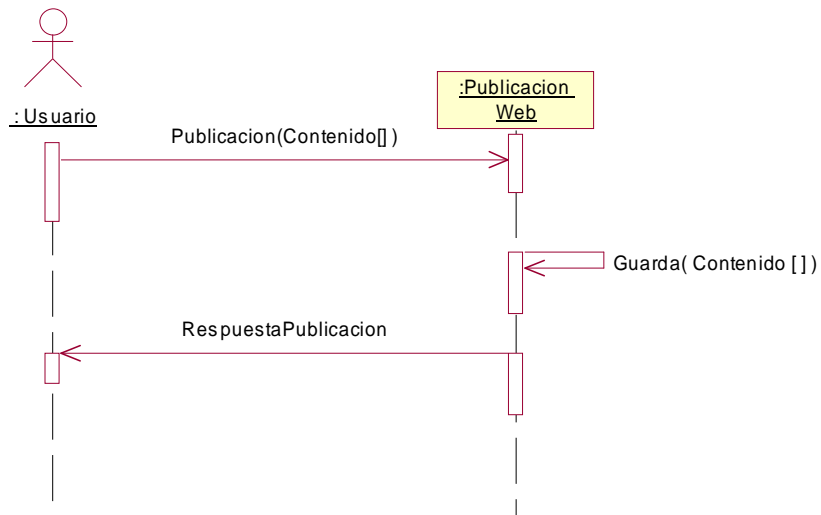 : Usuario
:Publicacion
Web
Publicacion(Contenido[] )
Guarda( Contenido [ ] )
RespuestaPublicacion